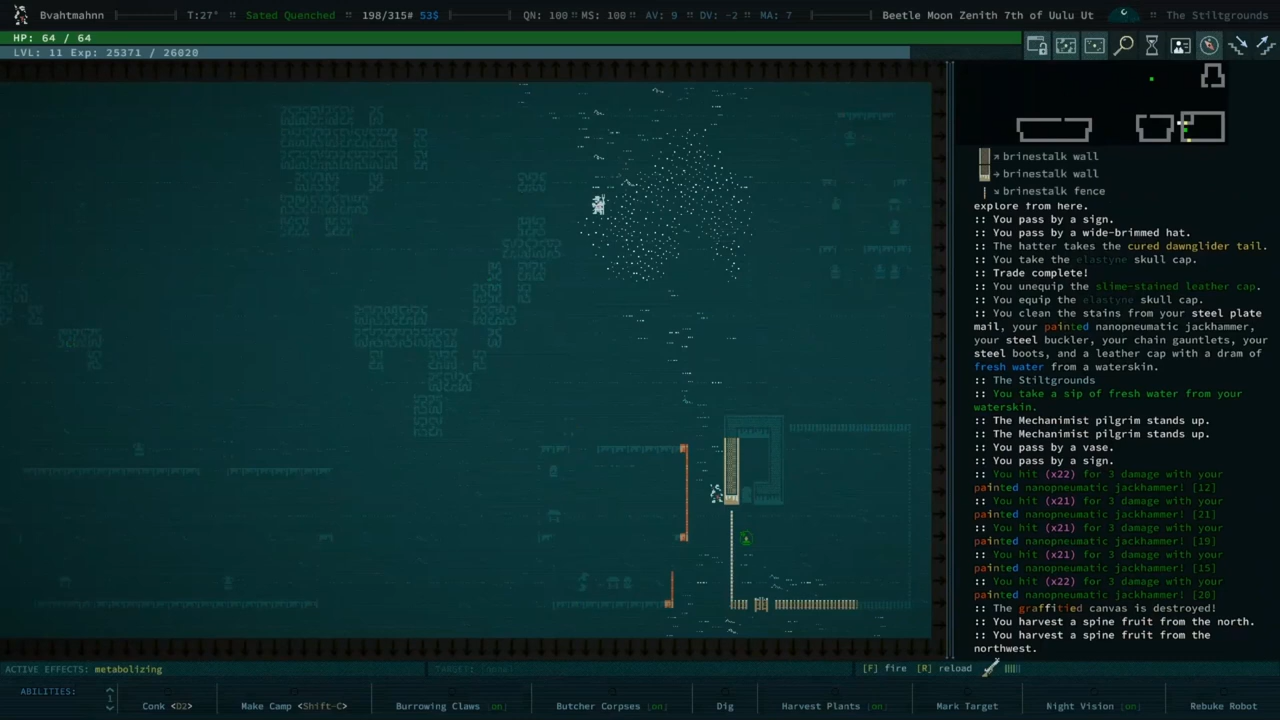 Bvahtmahnn T:27° :: Sated Quenched :: 198/315# 53$ QN: 100 :: MS: 100 :: AV: 9 :: DV: -2 :: MA: 7 Beetle Moon Zenith 7th of Uulu Ut :: The Stiltgrounds
HP: 64 / 64
LVL: 11 Exp: 25371 / 26020
brinestalk wall
brinestalk wall
brinestalk fence
explore from here.
:: You pass by a sign.
:: You pass by a wide-brimmed hat.
:: The hatter takes the cured dawnglider tail.
:: You take the elastyne skull cap.
:: Trade complete!
:: You unequip the slime-stained leather cap.
:: You equip the elastyne skull cap.
:: You clean the stains from your steel plate
mail, your painted nanopneumatic jackhammer,
your steel buckler, your chain gauntlets, your
steel boots, and a leather cap with a dram of
fresh water from a waterskin.
:: The Stiltgrounds
:: You take a sip of fresh water from your
waterskin.
:: The Mechanimist pilgrim stands up.
:: The Mechanimist pilgrim stands up.
:: You pass by a vase.
:: You pass by a sign.
:: You hit (x22) for 3 damage with your
painted nanopneumatic jackhammer! [12]
:: You hit (x21) for 3 damage with your
painted nanopneumatic jackhammer! [21]
:: You hit (x21) for 3 damage with your
painted nanopneumatic jackhammer! [19]
:: You hit (x21) for 3 damage with your
painted nanopneumatic jackhammer! [15]
:: You hit (x22) for 3 damage with your
painted nanopneumatic jackhammer! [20]
:: The graffitied canvas is destroyed!
:: You harvest a spine fruit from the north.
:: You harvest a spine fruit from the
northwest.
ACTIVE EFFECTS: metabolizing TARGET: [none] [F] fire [R] reload
ABILITIES: 1 Conk <D2> Make Camp <Shift-C> Burrowing Claws [on] Butcher Corpses [on] Dig Harvest Plants [on] Mark Target Night Vision [on] Rebuke Robot